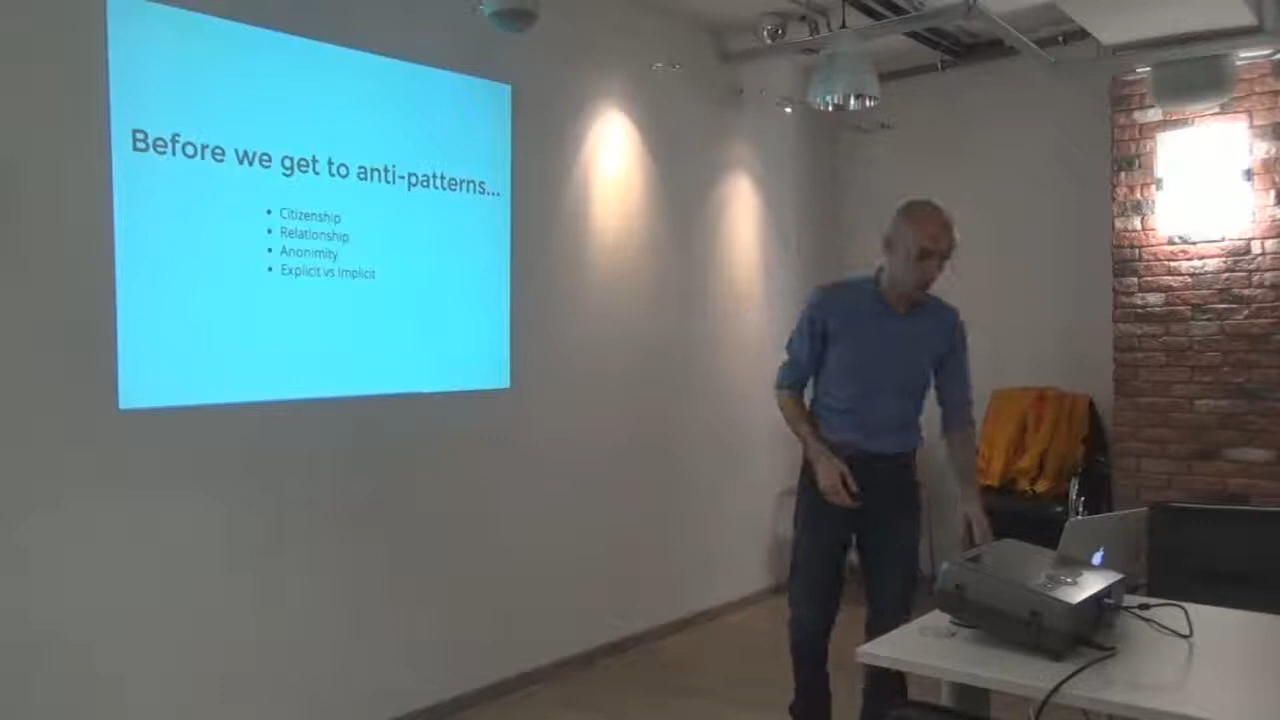 Before we get to anti-patterns...
• Citizenship
• Relationship
• Anonimity
• Explicit vs Implicit